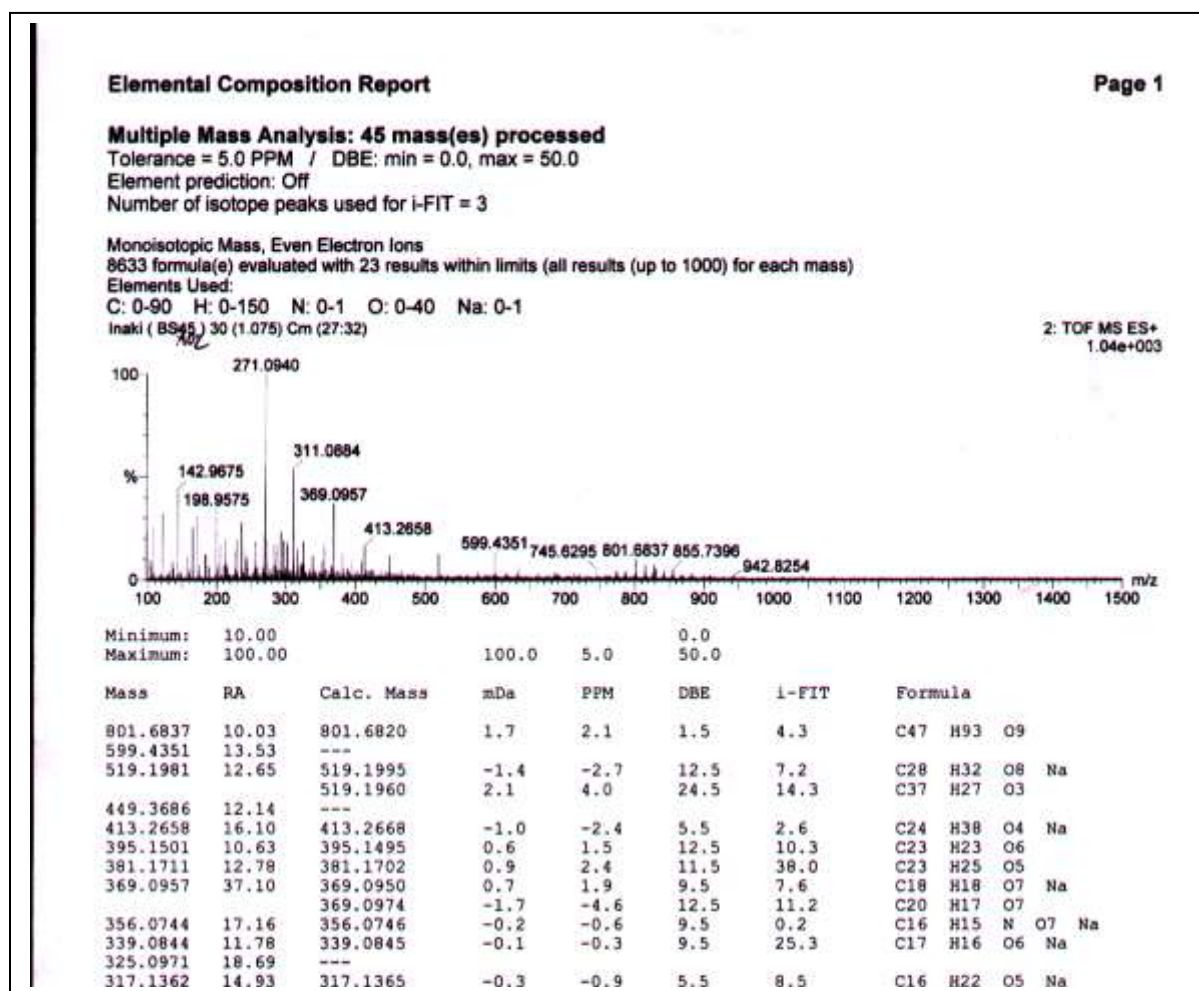 Elemental Composition Report Page 1
Multiple Mass Analysis: 45 mass(es) processed
Tolerance = 5.0 PPM / DBE: min = 0.0, max = 50.0
Element prediction: Off
Number of isotope peaks used for i-FIT = 3
Monoisotopic Mass, Even Electron Ions
8633 formula(e) evaluated with 23 results within limits (all results (up to 1000) for each mass)
Elements Used:
C: 0-90 H: 0-150 N: 0-1 O: 0-40 Na: 0-1
Inaki ( BS45 ) 30 (1.075) Cm (27:32) 2: TOF MS ES+
1.04e+003
100
271.0940
311.0884
%
142.9675
198.9575
369.0957
413.2658
599.4351
745.6295 801.6837 855.7396
942.8254
0
m/z
100 200 300 400 500 600 700 800 900 1000 1100 1200 1300 1400 1500
Minimum: 10.00 0.0
Maximum: 100.00 100.0 5.0 50.0
Mass RA Calc. Mass mDa PPM DBE i-FIT Formula
801.6837 10.03 801.6820 1.7 2.1 1.5 4.3 C47 H93 O9
599.4351 13.53 ---
519.1981 12.65 519.1995 -1.4 -2.7 12.5 7.2 C28 H32 O8 Na
519.1960 2.1 4.0 24.5 14.3 C37 H27 O3
449.3686 12.14 ---
413.2658 16.10 413.2668 -1.0 -2.4 5.5 2.6 C24 H38 O4 Na
395.1501 10.63 395.1495 0.6 1.5 12.5 10.3 C23 H23 O6
381.1711 12.78 381.1702 0.9 2.4 11.5 38.0 C23 H25 O5
369.0957 37.10 369.0950 0.7 1.9 9.5 7.6 C18 H18 O7 Na
369.0974 -1.7 -4.6 12.5 11.2 C20 H17 O7
356.0744 17.16 356.0746 -0.2 -0.6 9.5 0.2 C16 H15 N O7 Na
339.0844 11.78 339.0845 -0.1 -0.3 9.5 25.3 C17 H16 O6 Na
325.0971 18.69 ---
317.1362 14.93 317.1365 -0.3 -0.9 5.5 8.5 C16 H22 O5 Na